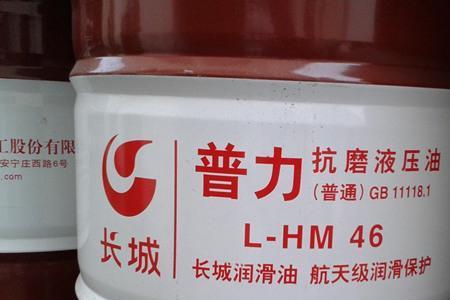 工股份有限
安宁庄西路6号
.com
长城
普力
抗磨液压油
(普通) GB 11118.1
L-HM 46
长城润滑油 航天级润滑保护